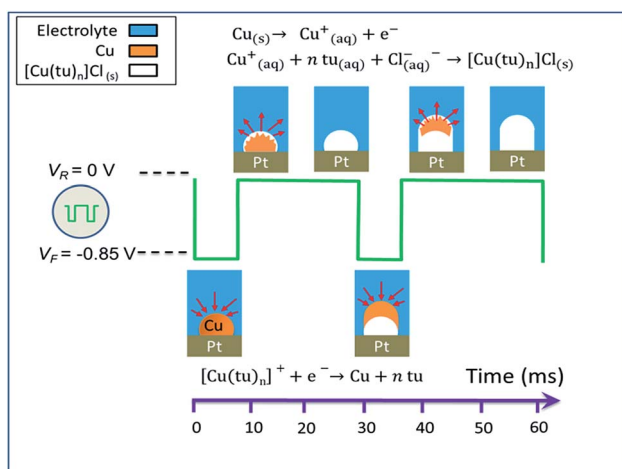 Electrolyte
Cu
[Cu(tu)n]Cl(s)
Cu(s)→ Cu+(aq) + e−
Cu+(aq) + n tu(aq) + Cl−(aq)− → [Cu(tu)n]Cl(s)
Pt Pt Pt Pt
VR = 0 V
VF = -0.85 V
Cu
Pt Pt
[Cu(tu)n]+ + e−→ Cu + n tu
Time (ms)
0 10 20 30 40 50 60